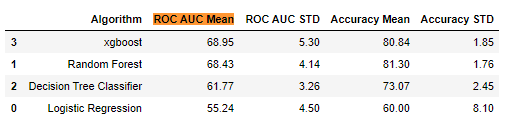 Algorithm ROC AUC Mean ROC AUC STD Accuracy Mean Accuracy STD
3 xgboost 68.95 5.30 80.84 1.85
1 Random Forest 68.43 4.14 81.30 1.76
2 Decision Tree Classifier 61.77 3.26 73.07 2.45
0 Logistic Regression 55.24 4.50 60.00 8.10